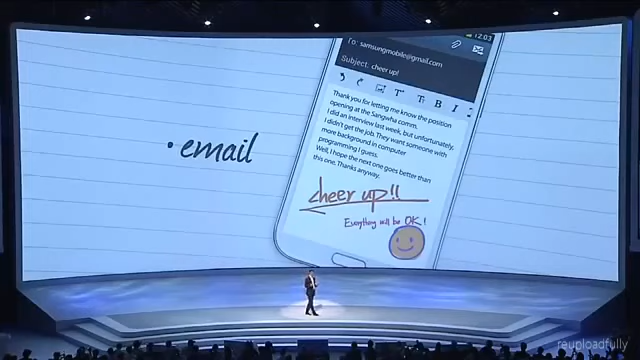 12:03
To: samsungmobile@gmail.com
Subject: cheer up!
T T B I
Thank you for letting me know the position
opening at the Sangwha comm.
I did an interview last week, but unfortunately,
I didn't get the job. They want someone with
more background in computer
programming I guess.
Well, I hope the next one goes better than
this one. Thanks anyway.
• email
cheer up!!
Everything will be OK!
reuploadfully